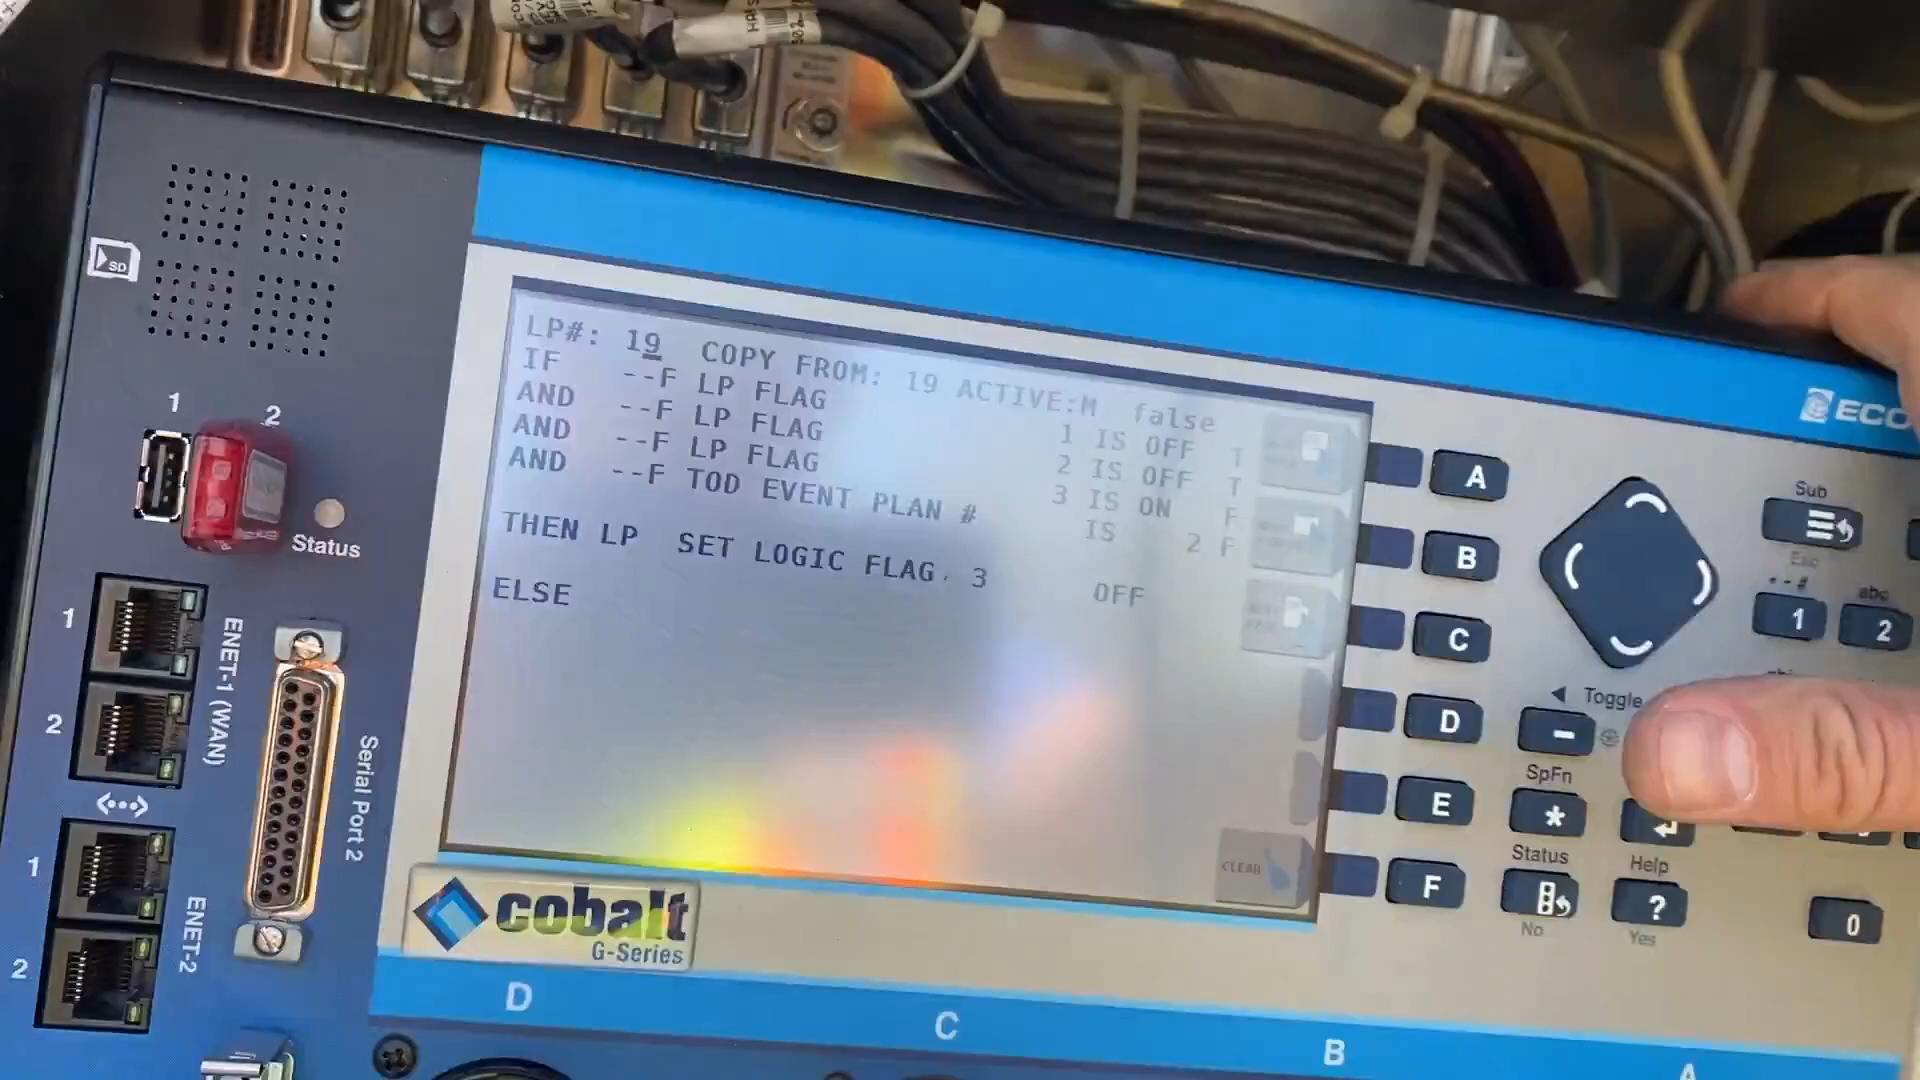 LP#: 19 COPY FROM: 19 ACTIVE:M false
IF --F LP FLAG 1 IS OFF T
AND --F LP FLAG 2 IS OFF T
AND --F LP FLAG 3 IS ON F
AND --F TOD EVENT PLAN # IS 2 F
THEN LP SET LOGIC FLAG. 3 OFF
ELSE
CLEAR
SD
1 2
Status
1
2
ENET-1 (WAN)
Serial Port 2
1
2
ENET-2
cobalt
G-Series
ECO
A
B
C
D
E
F
Sub
Esc
--#
1
abc
2
Toggle
-
SpFn
*
Status
No
Help
?
Yes
0
D
C
B
A